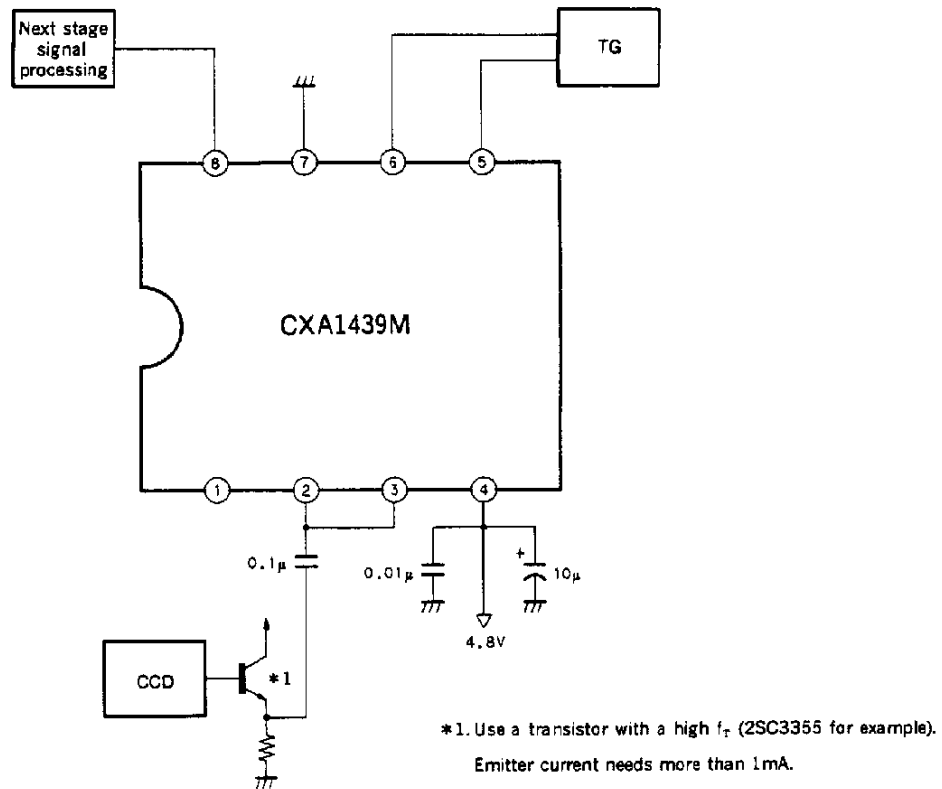 Next stage
signal
processing
TG
8
7
6
5
CXA1439M
1
2
3
4
0.1μ
0.01μ
+
10μ
4.8V
CCD
*1
*1. Use a transistor with a high fT (2SC3355 for example).
Emitter current needs more than 1mA.